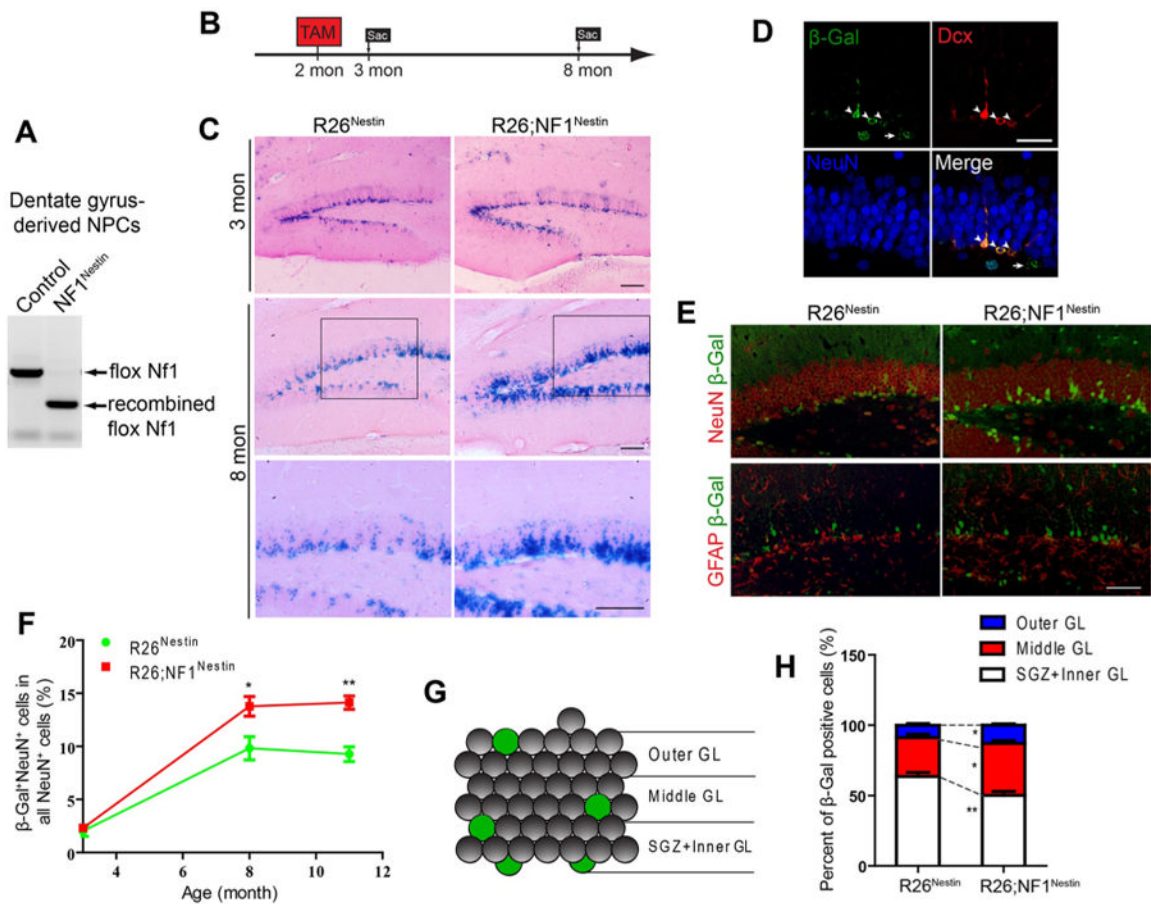 A
Dentate gyrus-
derived NPCs
Control
NF1Nestin
flox Nf1
recombined
flox Nf1
B
TAM
Sac
Sac
2 mon
3 mon
8 mon
C
R26Nestin
R26;NF1Nestin
3 mon
8 mon
D
β-Gal
Dcx
NeuN
Merge
E
R26Nestin
R26;NF1Nestin
NeuN β-Gal
GFAP β-Gal
F
R26Nestin
R26;NF1Nestin
β-Gal+NeuN+ cells in
all NeuN+ cells (%)
20
15
10
5
0
*
**
4
6
8
10
12
Age (month)
G
Outer GL
Middle GL
SGZ+Inner GL
H
Outer GL
Middle GL
SGZ+Inner GL
Percent of β-Gal positive cells (%)
150
100
50
0
*
*
**
R26Nestin
R26;NF1Nestin